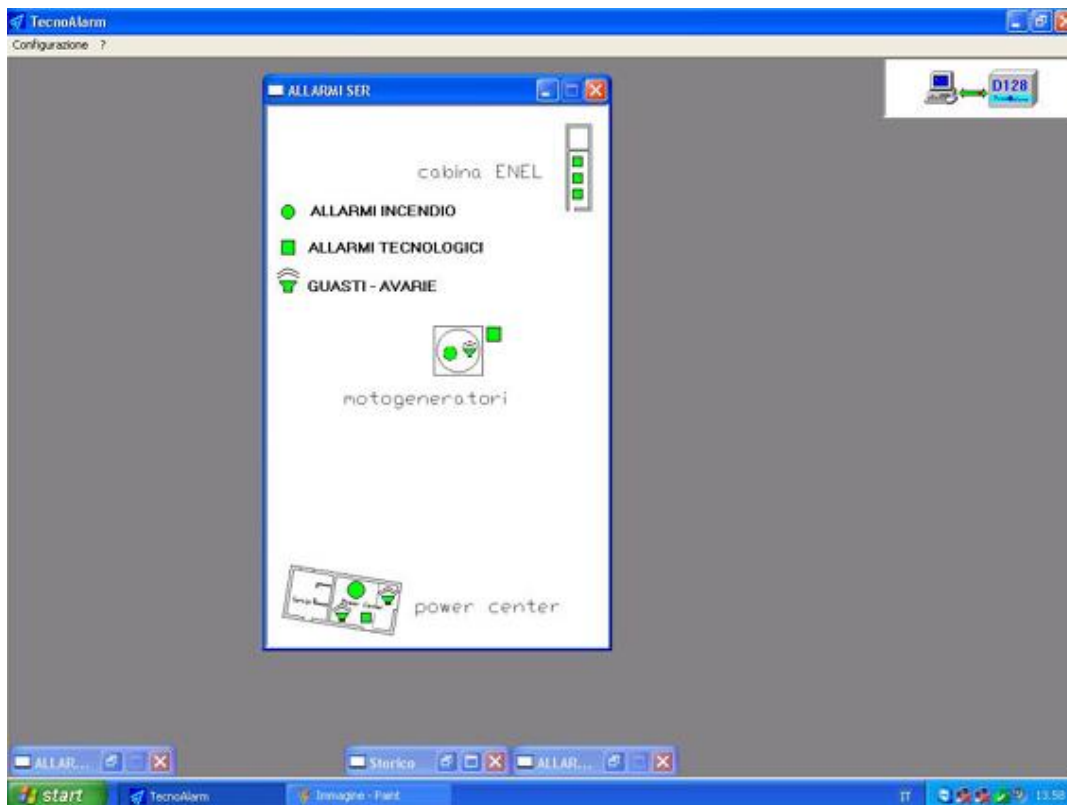 TecnoAlarm
Configurazione ?
ALLARMI SER
D128
cabina ENEL
ALLARMI INCENDIO
ALLARMI TECNOLOGICI
GUASTI - AVARIE
motogeneratori
power center
ALLAR...
Storico
ALLAR...
start
TecnoAlarm
Immagine - Paint
IT
13.58